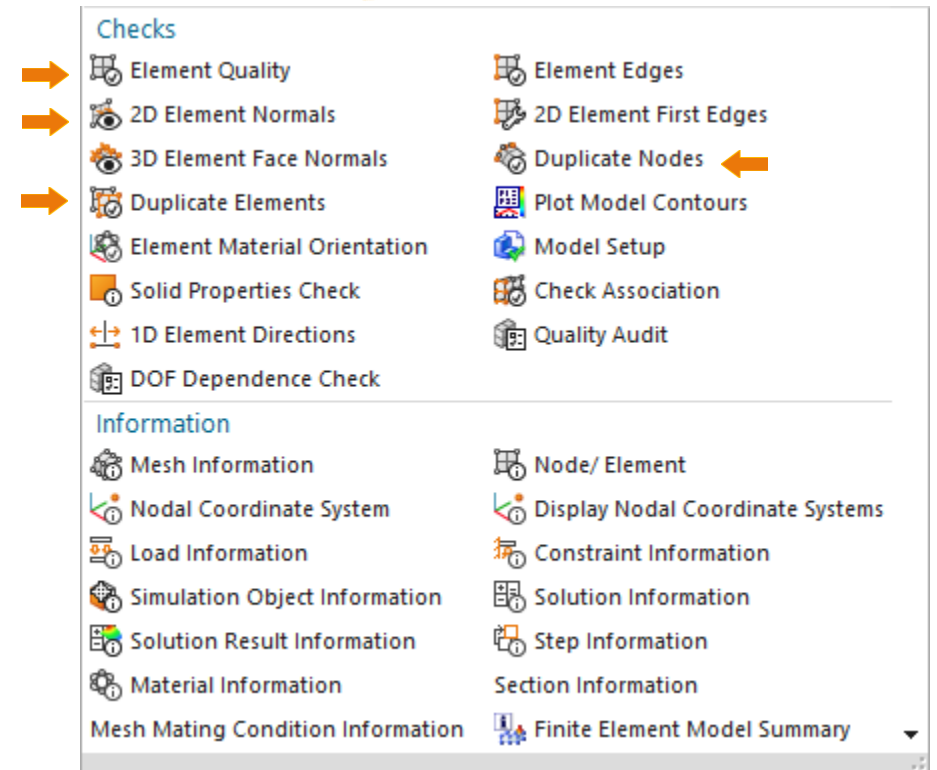 Checks
Element Quality
Element Edges
2D Element Normals
2D Element First Edges
3D Element Face Normals
Duplicate Nodes
Duplicate Elements
Plot Model Contours
Element Material Orientation
Model Setup
Solid Properties Check
Check Association
1D Element Directions
Quality Audit
DOF Dependence Check
Information
Mesh Information
Node/ Element
Nodal Coordinate System
Display Nodal Coordinate Systems
Load Information
Constraint Information
Simulation Object Information
Solution Information
Solution Result Information
Step Information
Material Information
Section Information
Mesh Mating Condition Information
Finite Element Model Summary